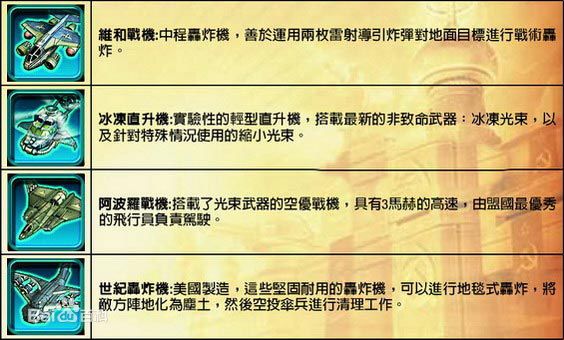 維和戰機:中程轟炸機，善於運用兩枚雷射導引炸彈對地面目標進行戰術轟
炸。
冰凍直升機:實驗性的輕型直升機，搭載最新的非致命武器：冰凍光束，以
及針對特殊情況使用的縮小光束。
阿波羅戰機:搭載了光束武器的空優戰機，具有3馬赫的高速，由盟國最優秀
的飛行員負責駕駛。
世紀轟炸機:美國製造，這些堅固耐用的轟炸機，可以進行地毯式轟炸，將
敵方陣地化為塵土，然後空投傘兵進行清理工作。
Bai du 百科